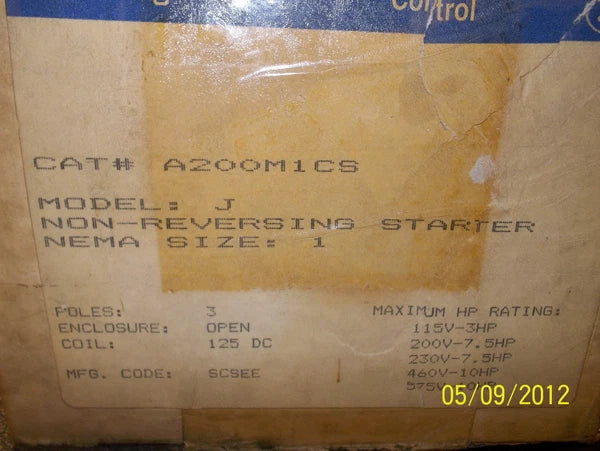 Control
CAT# A200M1CS
MODEL: J
NON-REVERSING STARTER
NEMA SIZE: 1
POLES: 3
ENCLOSURE: OPEN
COIL: 125 DC
MFG. CODE: SCSEE
MAXIMUM HP RATING:
115V-3HP
200V-7.5HP
230V-7.5HP
460V-10HP
05/09/2012